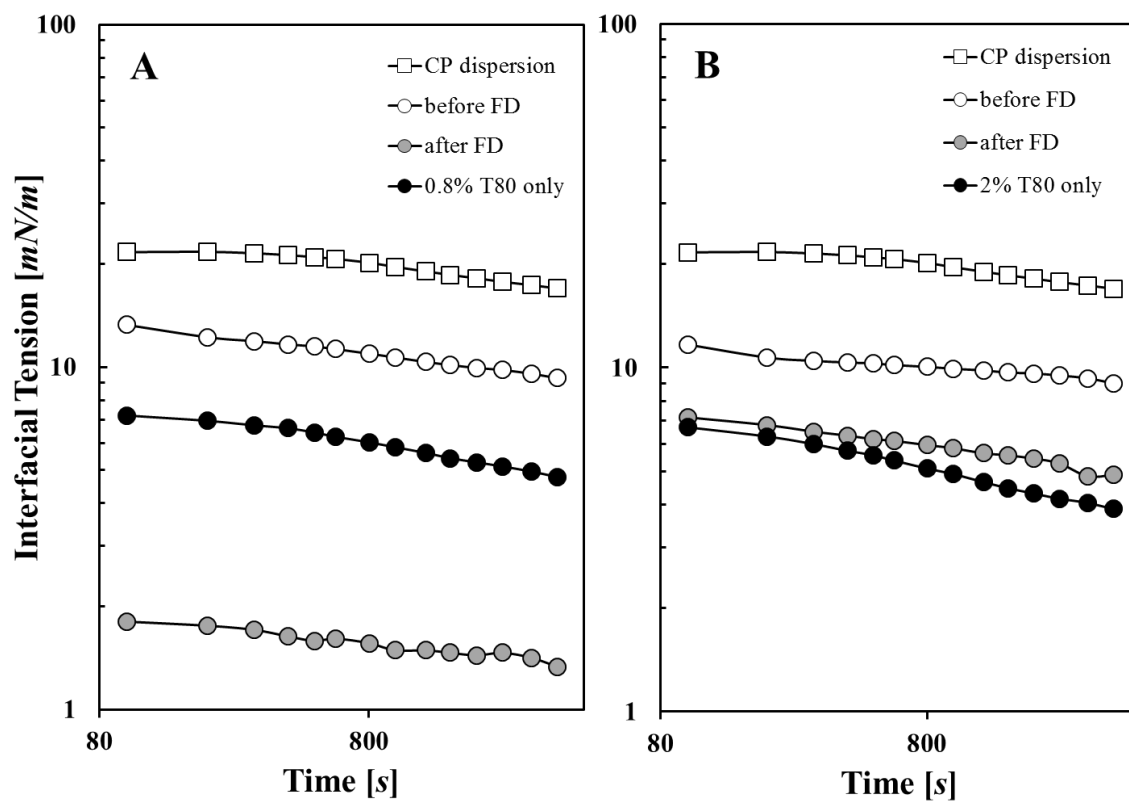 A
CP dispersion
before FD
after FD
0.8% T80 only
B
CP dispersion
before FD
after FD
2% T80 only
Interfacial Tension [mN/m]
100
10
1
80
800
Time [s]
100
10
1
80
800
Time [s]